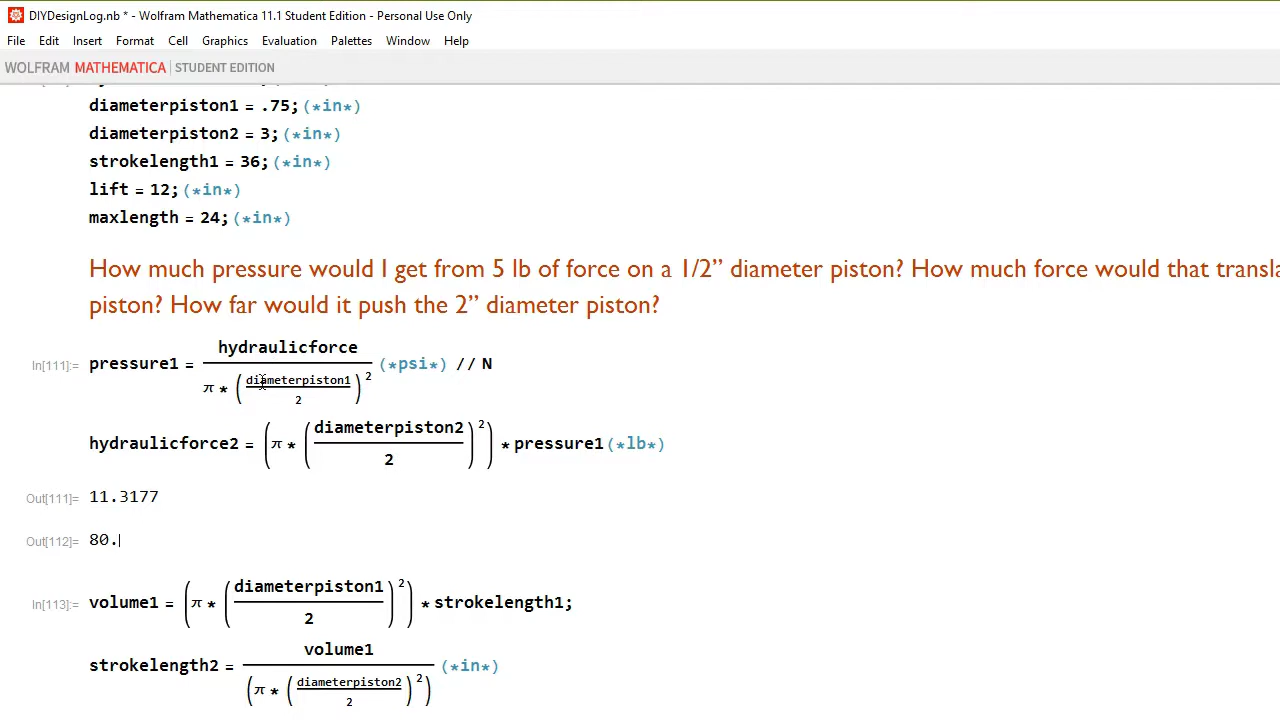 DIYDesignLog.nb * - Wolfram Mathematica 11.1 Student Edition - Personal Use Only
File Edit Insert Format Cell Graphics Evaluation Palettes Window Help
WOLFRAM MATHEMATICA | STUDENT EDITION
diameterpiston1 = .75; (*in*)
diameterpiston2 = 3; (*in*)
strokelength1 = 36; (*in*)
lift = 12; (*in*)
maxlength = 24; (*in*)
How much pressure would I get from 5 lb of force on a 1/2” diameter piston? How much force would that
piston? How far would it push the 2” diameter piston?
hydraulicforce
In[111]:= pressure1 = (*psi*) // N
π * (diameterpiston1
2)2
hydraulicforce2 = (π * (diameterpiston2
2)2) * pressure1 (*lb*)
Out[111]= 11.3177
Out[112]= 80.
In[113]:= volume1 = (π * (diameterpiston1
2)2) * strokelength1;
volume1
strokelength2 = (*in*)
(π * (diameterpiston2
2)2)